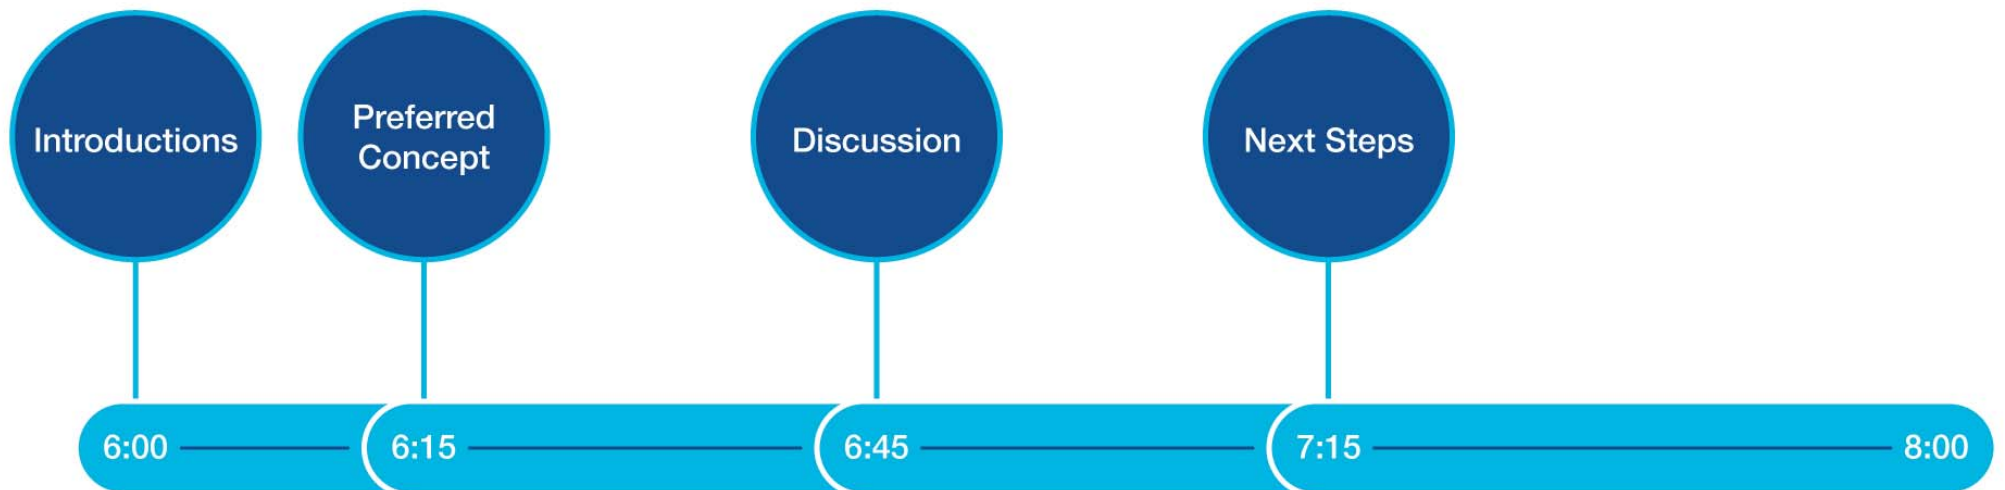 Introductions
Preferred
Concept
Discussion
Next Steps
6:00
6:15
6:45
7:15
8:00